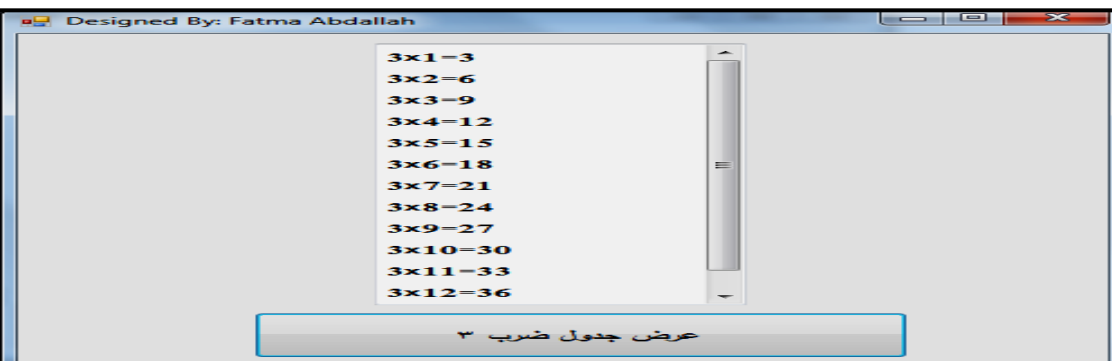 Designed By: Fatma Abdallah
3x1=3
3x2=6
3x3=9
3x4=12
3x5=15
3x6=18
3x7=21
3x8=24
3x9=27
3x10=30
3x11=33
3x12=36
عرض جدول ضرب ٣